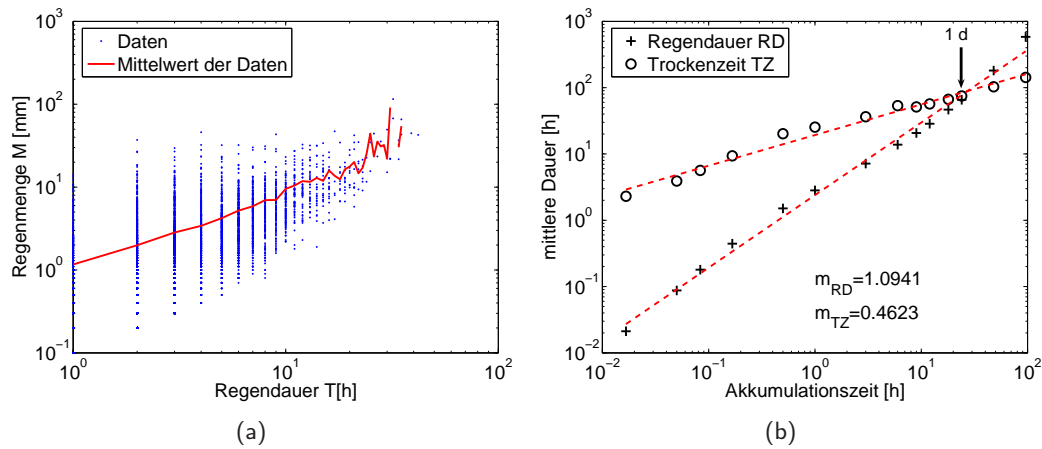 Daten
Mittelwert der Daten
Regenmenge M [mm]
10^3
10^2
10^1
10^0
10^-1
10^0
10^1
10^2
Regendauer T[h]
(a)
Regendauer RD
Trockenzeit TZ
1 d
m_RD=1.0941
m_TZ=0.4623
mittlere Dauer [h]
10^3
10^2
10^1
10^0
10^-1
10^-2
10^-2
10^-1
10^0
10^1
10^2
Akkumulationszeit [h]
(b)